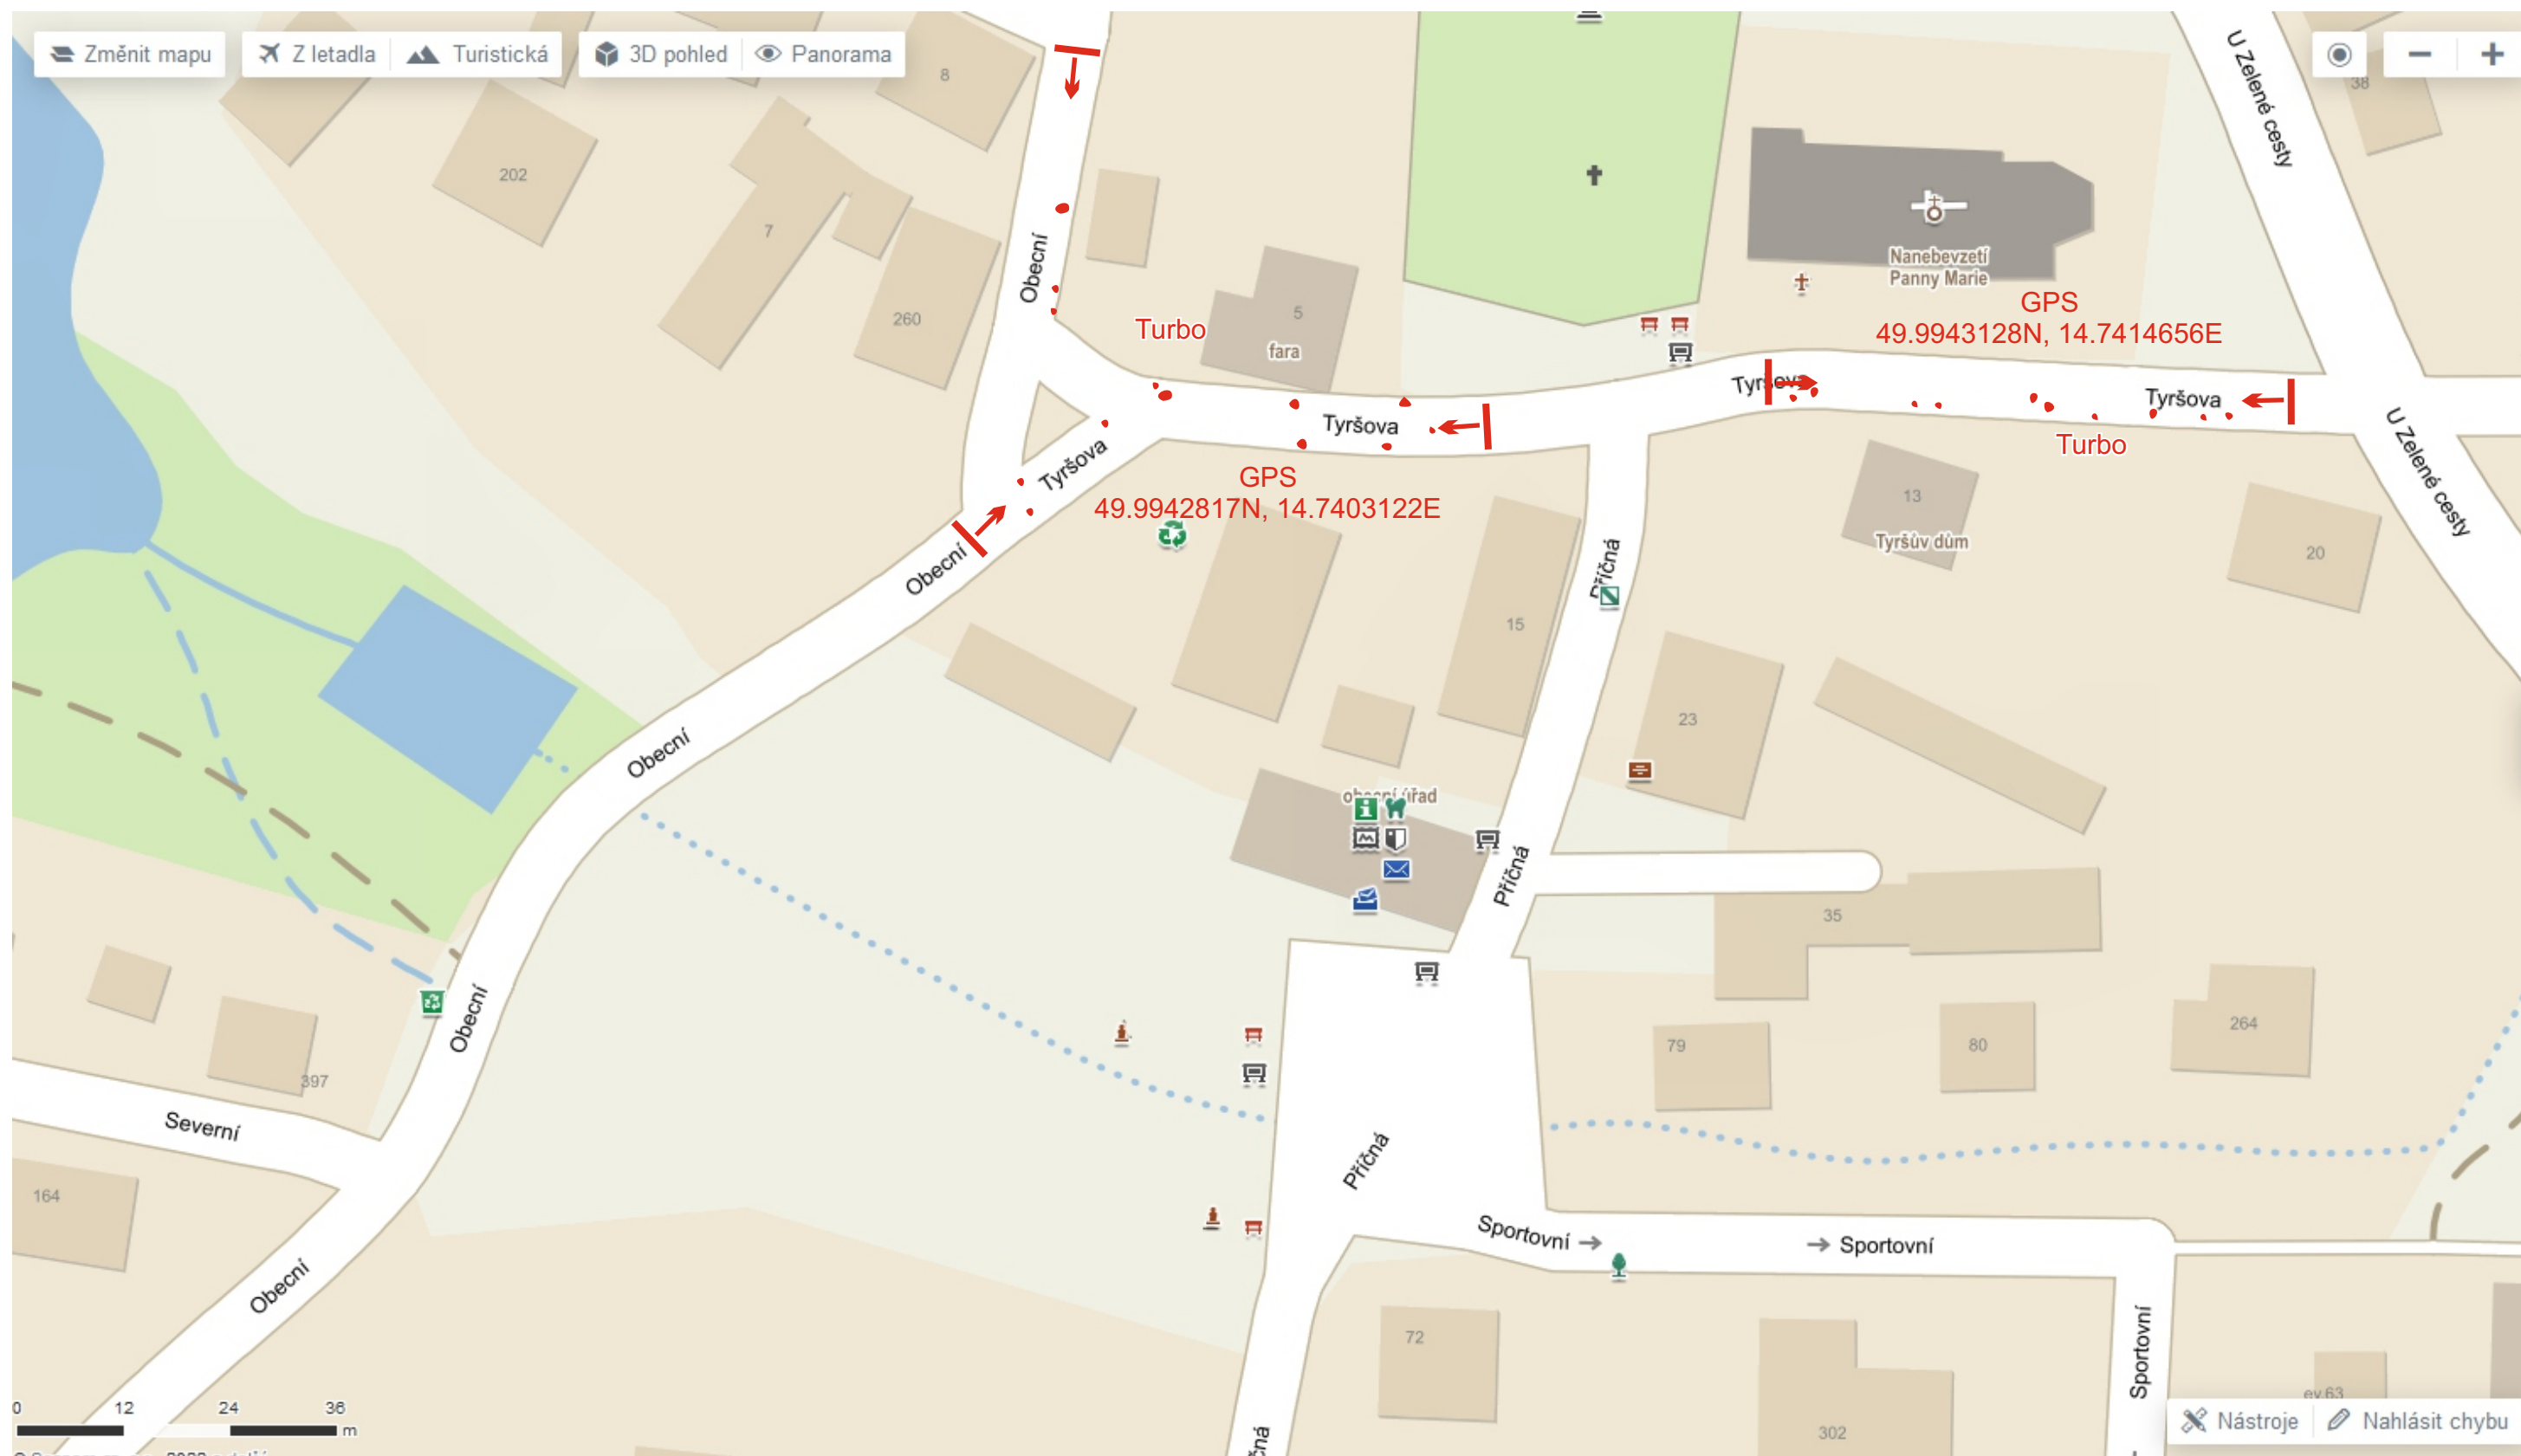 Změnit mapu
Z letadla
Turistická
3D pohled
Panorama
U Zelené cesty
38
8
202
7
Obecní
260
5
fara
Turbo
Nanebevzetí
Panny Marie
GPS
49.9943128N, 14.7414656E
Tyršova
Tyršova
Tyršova
Turbo
Tyršova
GPS
49.9942817N, 14.7403122E
U Zelené cesty
13
Tyršův dům
20
Obecní
Příčná
15
23
Obecní
obecní úřad
Příčná
35
Obecní
397
79
80
264
Severní
164
Příčná
Sportovní
Sportovní
Obecní
72
Sportovní
302
ev.63
0 12 24 36
m
Nástroje
Nahlásit chybu